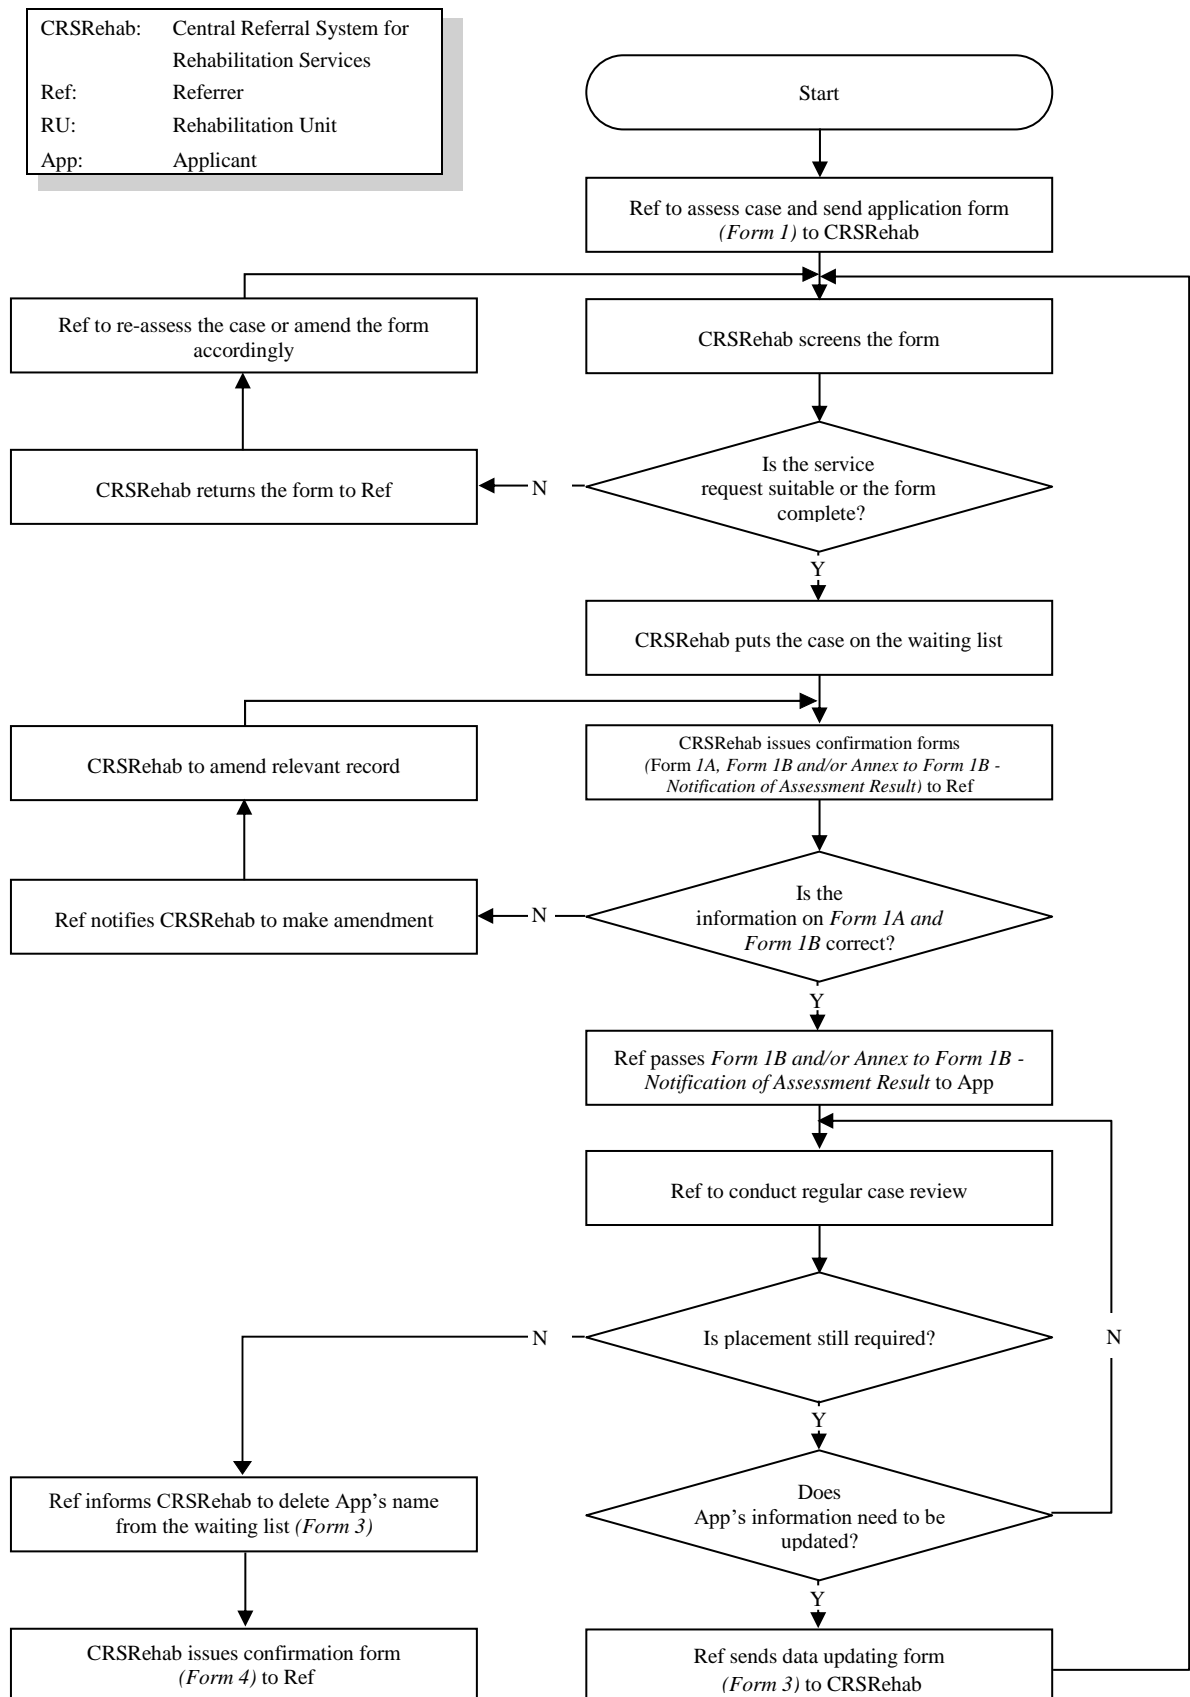 CRSRehab: Central Referral System for
Rehabilitation Services
Ref: Referrer
RU: Rehabilitation Unit
App: Applicant
Start
Ref to assess case and send application form
(Form 1) to CRSRehab
Ref to re-assess the case or amend the form
accordingly
CRSRehab screens the form
Is the service
request suitable or the form
complete?
N
CRSRehab returns the form to Ref
Y
CRSRehab puts the case on the waiting list
CRSRehab to amend relevant record
CRSRehab issues confirmation forms
(Form 1A, Form 1B and/or Annex to Form 1B -
Notification of Assessment Result) to Ref
Is the
information on Form 1A and
Form 1B correct?
N
Ref notifies CRSRehab to make amendment
Y
Ref passes Form 1B and/or Annex to Form 1B -
Notification of Assessment Result to App
Ref to conduct regular case review
Is placement still required?
N
N
Y
Ref informs CRSRehab to delete App's name
from the waiting list (Form 3)
Does
App's information need to be
updated?
Y
CRSRehab issues confirmation form
(Form 4) to Ref
Ref sends data updating form
(Form 3) to CRSRehab